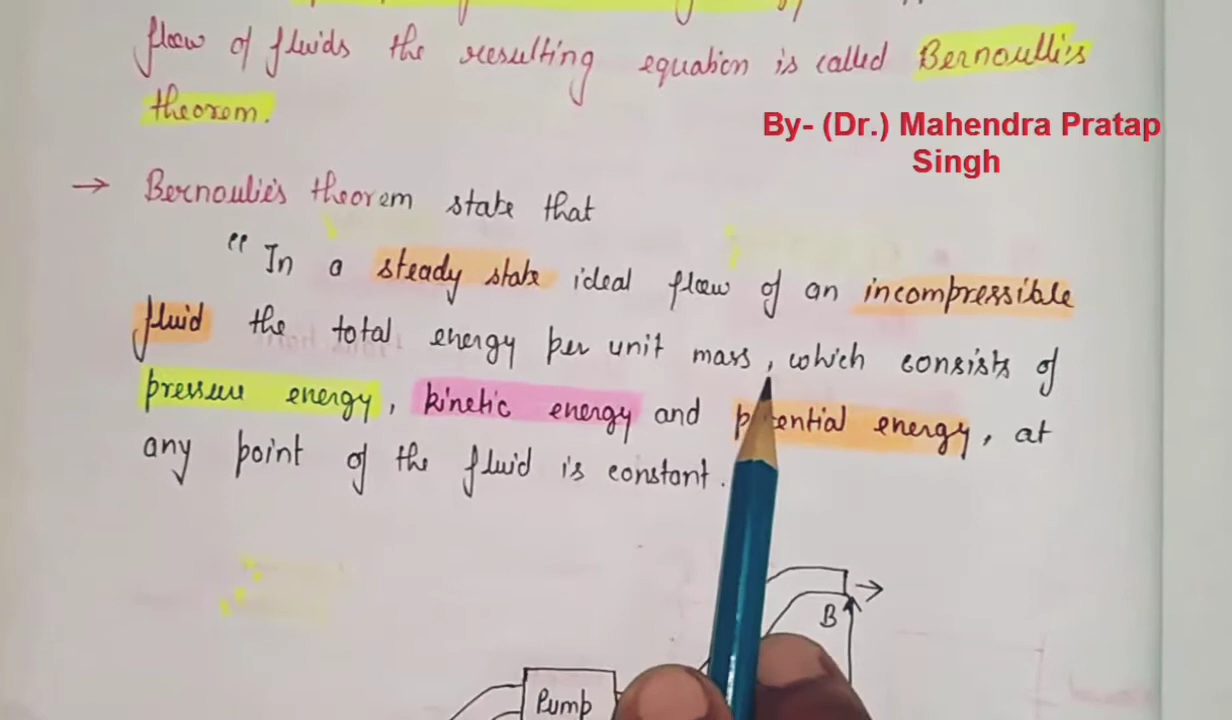 flow of fluids the resulting equation is called Bernoulli's
theorem.
By- (Dr.) Mahendra Pratap
Singh
→ Bernoulie's theorem state that
" In a steady state ideal flow of an incompressible
fluid the total energy per unit mass, which consists of
pressure energy, kinetic energy and potential energy, at
any point of the fluid is constant.
B
Pump